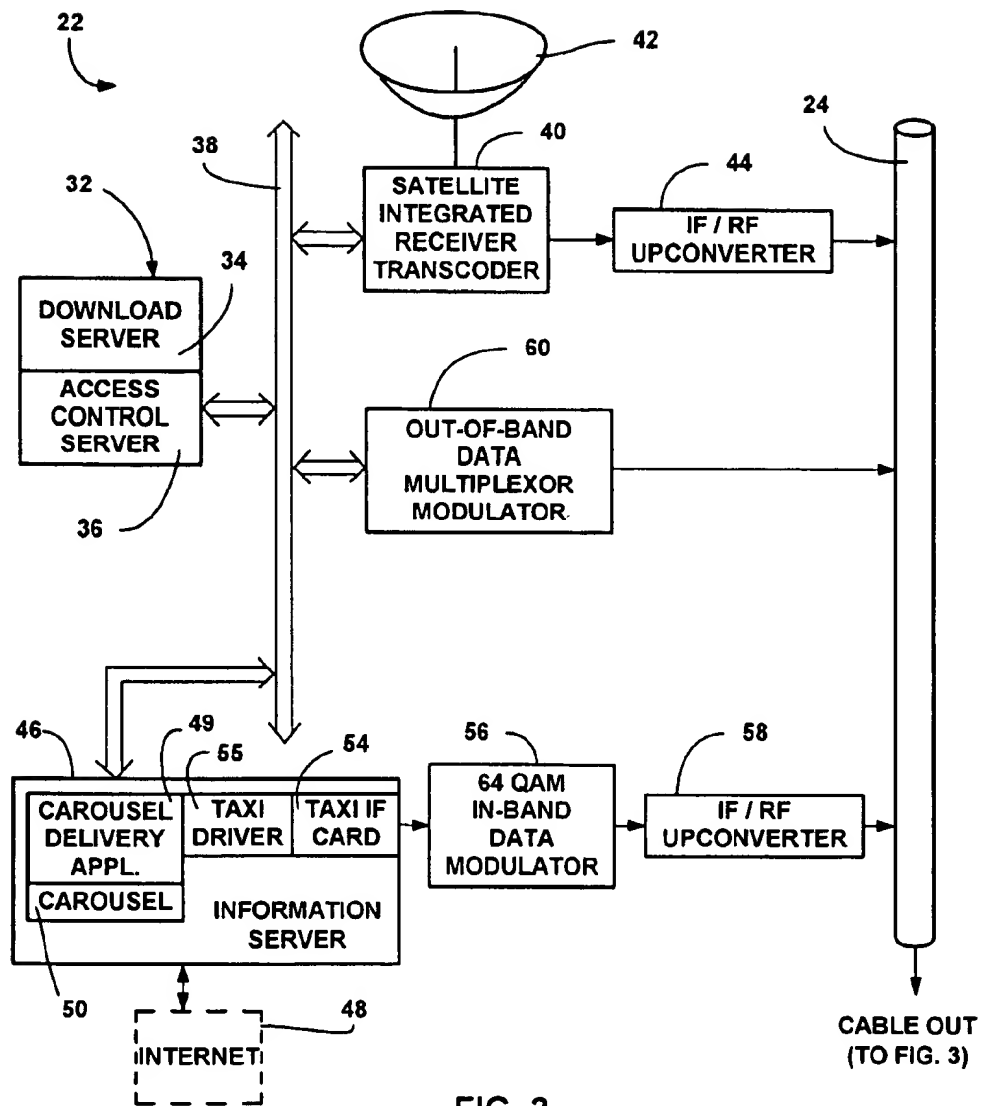 22
42
38
40
24
32
44
SATELLITE
INTEGRATED
RECEIVER
TRANSCODER
IF / RF
UPCONVERTER
34
DOWNLOAD
SERVER
ACCESS
CONTROL
SERVER
36
60
OUT-OF-BAND
DATA
MULTIPLEXOR
MODULATOR
46
49
55
54
56
58
CAROUSEL
DELIVERY
APPL.
TAXI
DRIVER
TAXI IF
CARD
64 QAM
IN-BAND
DATA
MODULATOR
IF / RF
UPCONVERTER
CAROUSEL
INFORMATION
SERVER
50
48
INTERNET
CABLE OUT
(TO FIG. 3)